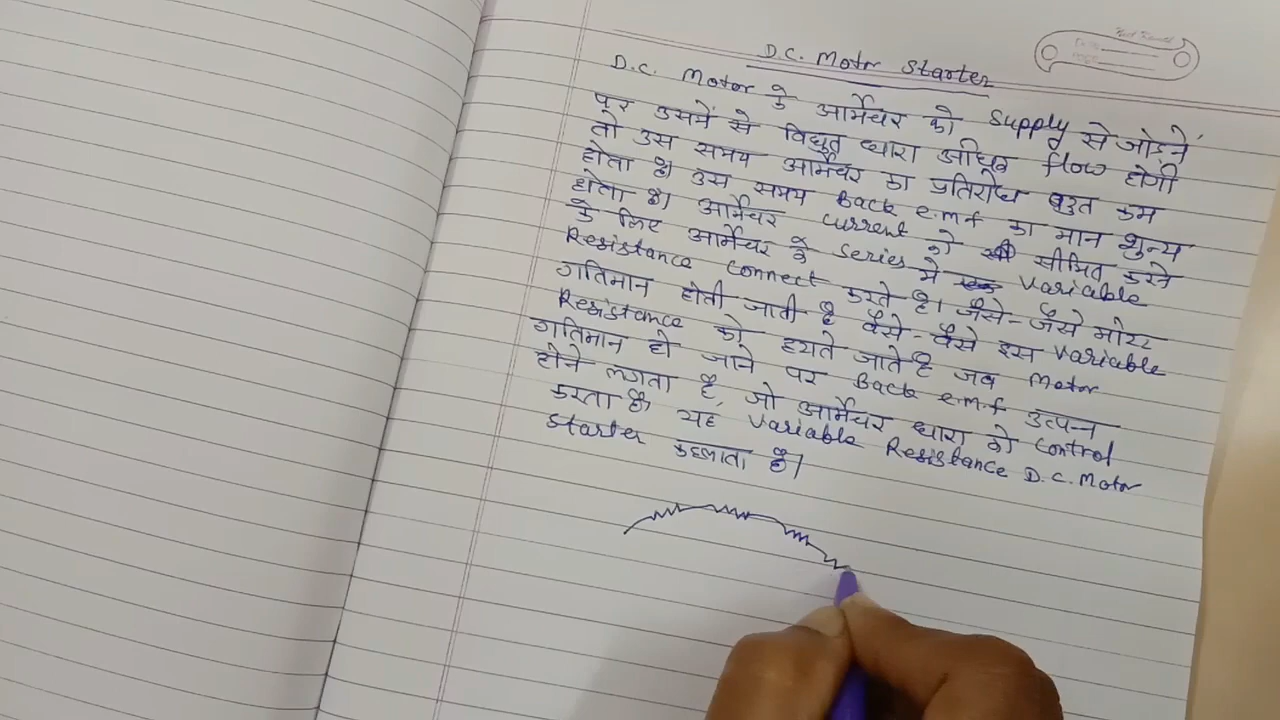 D.C. Motor Starter
D.C. Motor के आर्मेचर को Supply से जोड़ने
पर उसमें से विद्युत धारा अधिक flow होगी
तो उस समय आर्मेचर का प्रतिरोध बहुत कम
होता है। उस समय Back e.m.f का मान शुन्य
होता है। आर्मेचर current को सीमित करने
के लिए आर्मेचर के Series में Variable
Resistance Connect करते है। जैसे-जैसे मोटर
गतिमान होती जाती है वैसे-वैसे इस Variable
Resistance को हटाते जाते है जब Motor
गतिमान हो जाने पर Back e.m.f उत्पन्न
होने लगता है, जो आर्मेचर धारा को Control
करता है। यह Variable Resistance D.C. Motor
Starter कहलाता है।